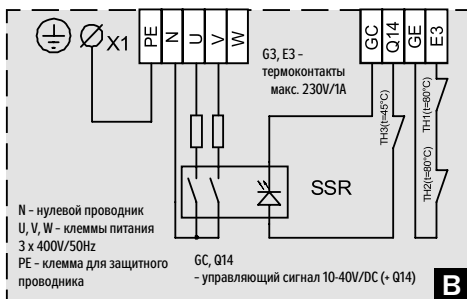 X1
PE
N
U
V
W
GC
Q14
GE
E3
G3, E3 –
термоконтакты
макс. 230V/1A
TH3(t=45°C)
TH1(t=80°C)
TH2(t=80°C)
SSR
N – нулевой проводник
U, V, W – клеммы питания
3 x 400V/50Hz
PE – клемма для защитного
проводника
GC, Q14
– управляющий сигнал 10-40V/DC (+ Q14)
B